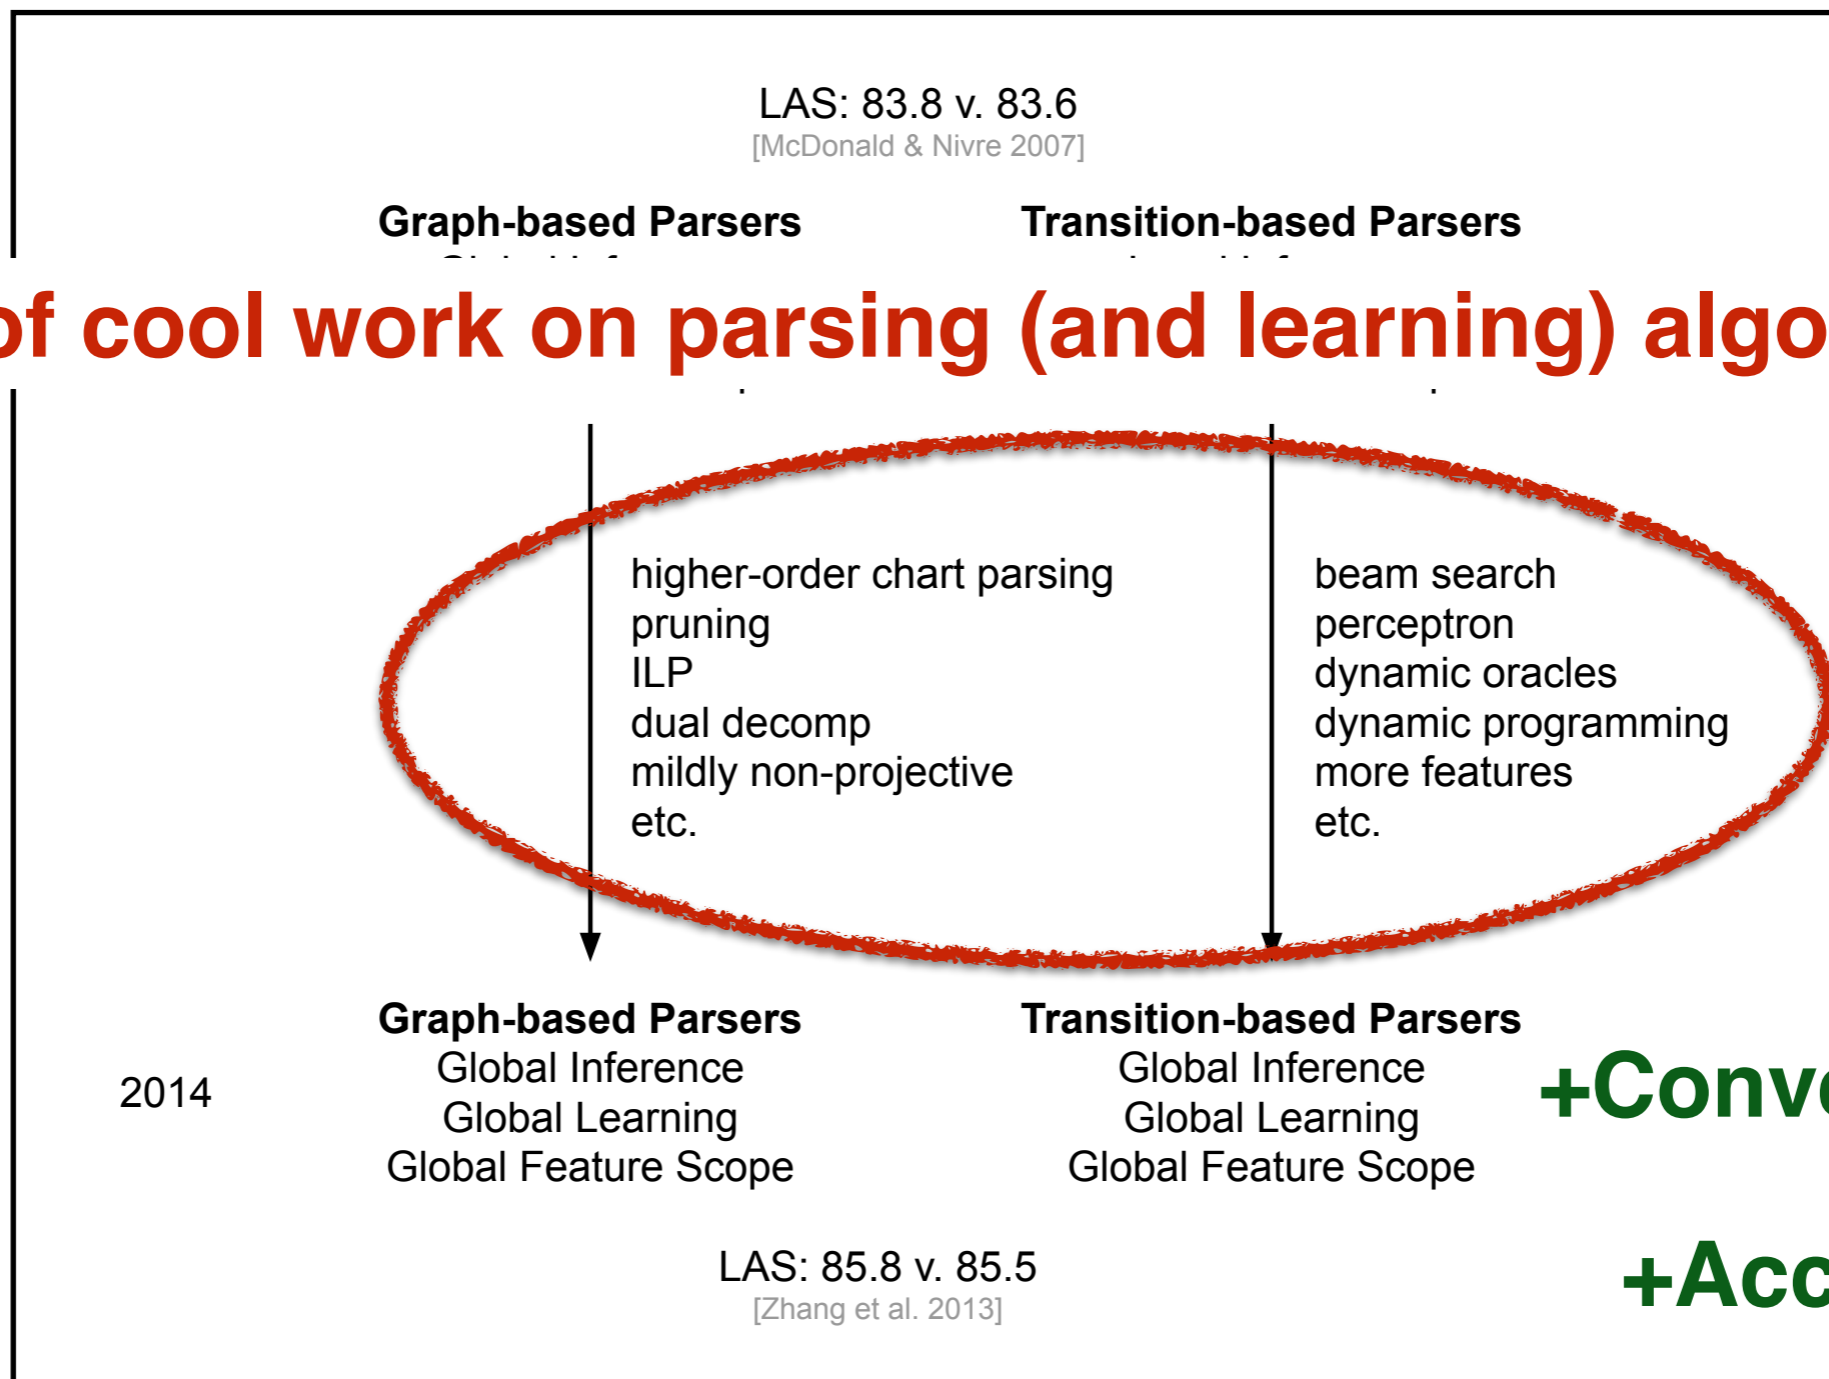 LAS: 83.8 v. 83.6
[McDonald & Nivre 2007]
Graph-based Parsers
Transition-based Parsers
of cool work on parsing (and learning) algo
higher-order chart parsing
pruning
ILP
dual decomp
mildly non-projective
etc.
beam search
perceptron
dynamic oracles
dynamic programming
more features
etc.
2014
Graph-based Parsers
Global Inference
Global Learning
Global Feature Scope
Transition-based Parsers
Global Inference
Global Learning
Global Feature Scope
+Conve
+Acc
LAS: 85.8 v. 85.5
[Zhang et al. 2013]